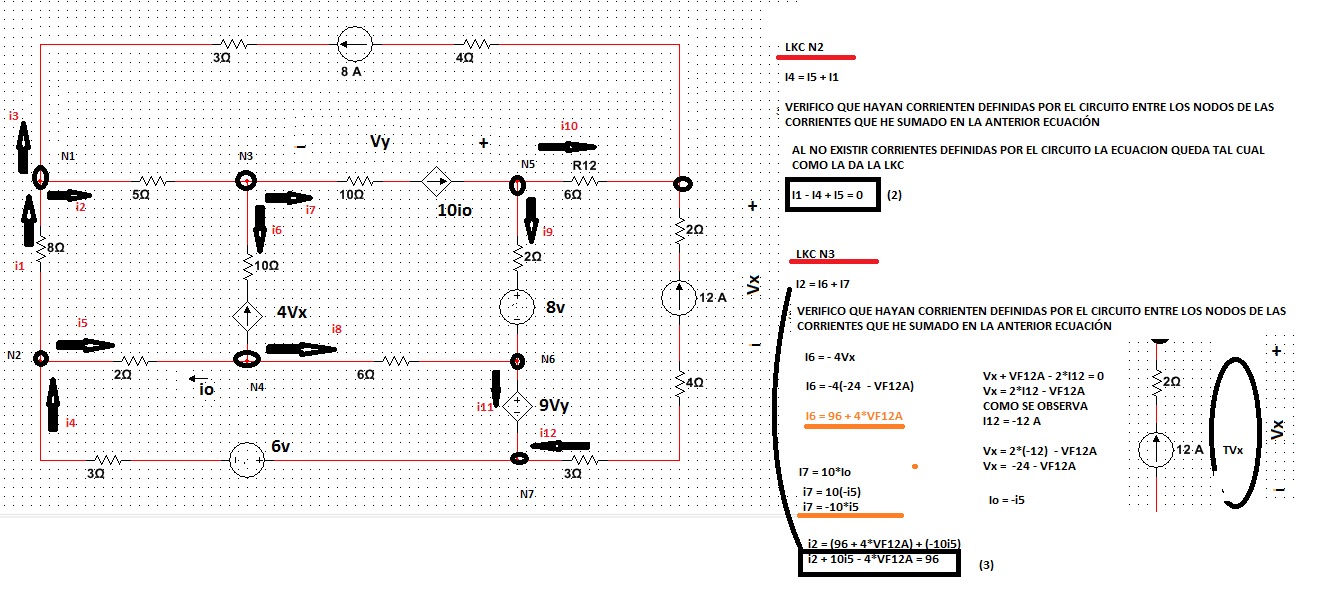 3Ω
8 A
4Ω
i3
N1
i2
5Ω
N3
i7
i6
Vy
−
+
10Ω
10io
i10
N5
R12
6Ω
i9
2Ω
8Ω
i1
10Ω
4Vx
8v
2Ω
12 A
+
Vx
−
N2
i5
2Ω
io
N4
i8
6Ω
N6
i11
9Vy
4Ω
i4
3Ω
6v
i12
3Ω
N7
LKC N2
I4 = I5 + I1
VERIFICO QUE HAYAN CORRIENTEN DEFINIDAS POR EL CIRCUITO ENTRE LOS NODOS DE LAS
CORRIENTES QUE HE SUMADO EN LA ANTERIOR ECUACIÓN
AL NO EXISTIR CORRIENTES DEFINIDAS POR EL CIRCUITO LA ECUACION QUEDA TAL CUAL
COMO LA DA LA LKC
I1 - I4 + I5 = 0 (2)
LKC N3
I2 = I6 + I7
VERIFICO QUE HAYAN CORRIENTEN DEFINIDAS POR EL CIRCUITO ENTRE LOS NODOS DE LAS
CORRIENTES QUE HE SUMADO EN LA ANTERIOR ECUACIÓN
I6 = - 4Vx
I6 = -4(-24 - VF12A)
I6 = 96 + 4*VF12A
I7 = 10*Io
i7 = 10(-i5)
i7 = -10*i5
i2 = (96 + 4*VF12A) + (-10i5)
i2 + 10i5 - 4*VF12A = 96 (3)
Vx + VF12A - 2*I12 = 0
Vx = 2*I12 - VF12A
COMO SE OBSERVA
I12 = -12 A
Vx = 2*(-12) - VF12A
Vx = -24 - VF12A
Io = -i5
2Ω
12 A
TVx
+
Vx
−